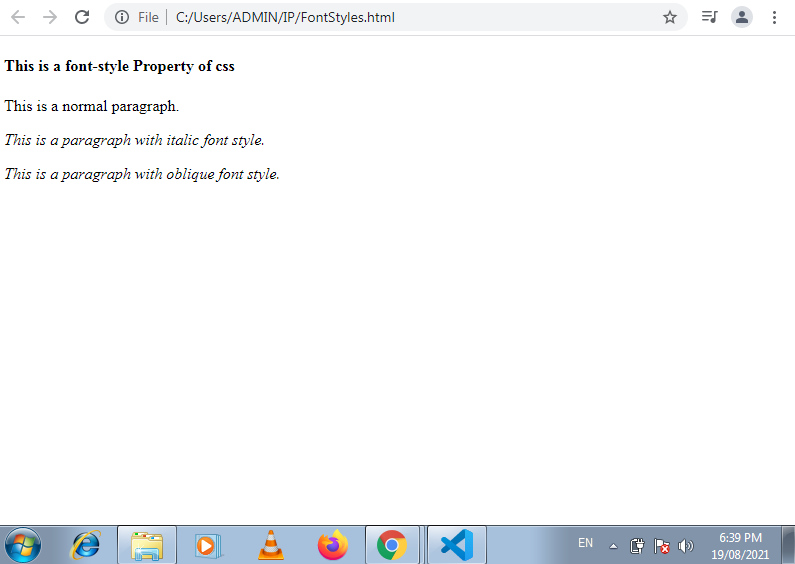 File C:/Users/ADMIN/IP/FontStyles.html
This is a font-style Property of css
This is a normal paragraph.
This is a paragraph with italic font style.
This is a paragraph with oblique font style.
EN
6:39 PM
19/08/2021